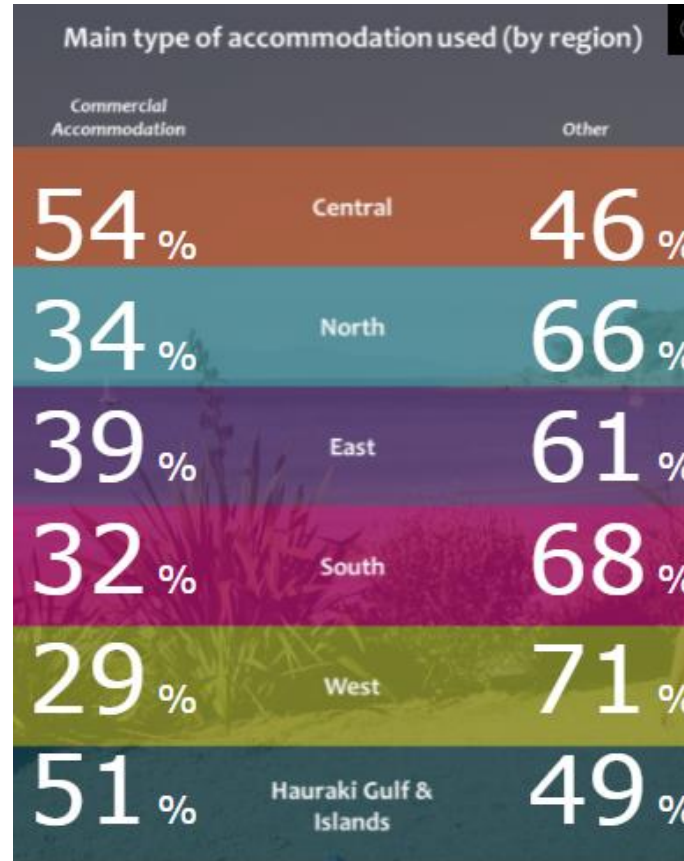 Main type of accommodation used (by region)
Commercial
Accommodation
Other
54 % Central 46 %
34 % North 66 %
39 % East 61 %
32 % South 68 %
29 % West 71 %
51 % Hauraki Gulf &
Islands 49 %